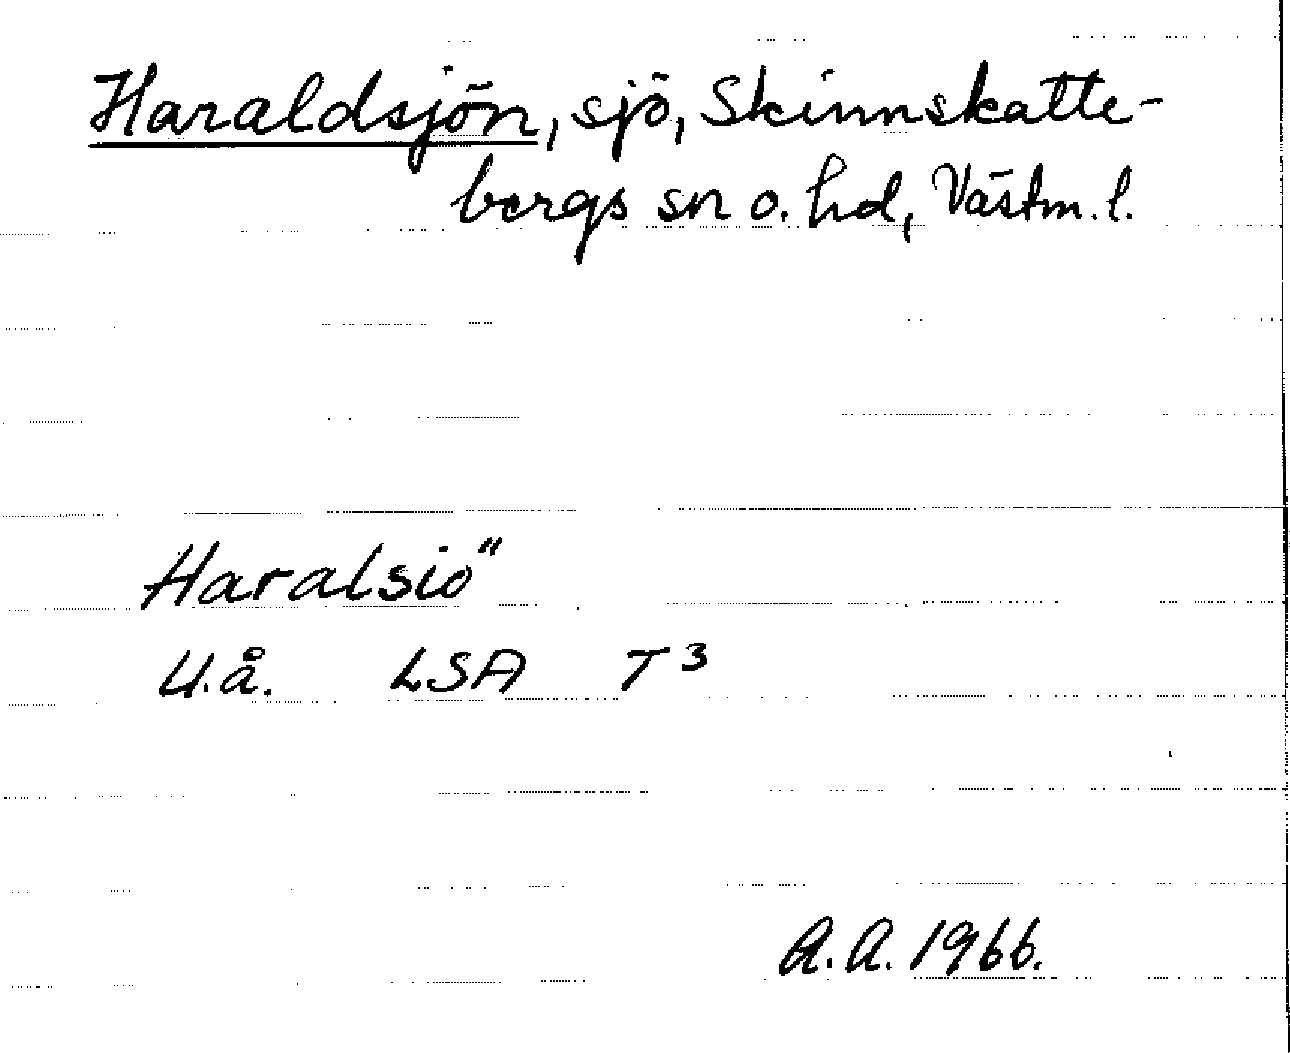 Haraldsjön, sjö, Skinnskatte-
bergs sn o. hd, Västm. l.
Haralsiö
U.å. LSA T3
A.A. 1966.